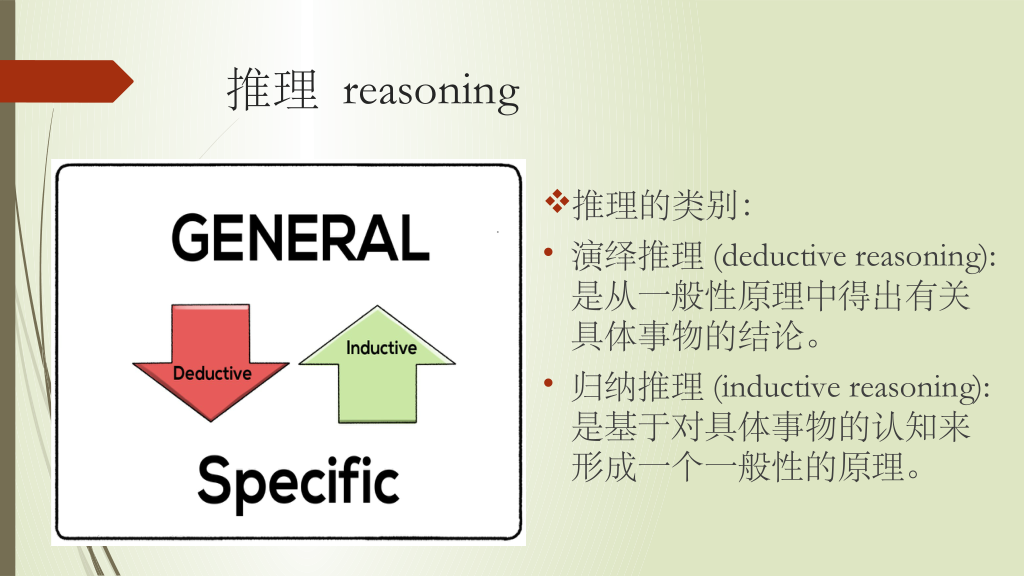 推理 reasoning
GENERAL
Deductive
Inductive
Specific
❖推理的类别：
• 演绎推理 (deductive reasoning):
是从一般性原理中得出有关
具体事物的结论。
• 归纳推理 (inductive reasoning):
是基于对具体事物的认知来
形成一个一般性的原理。